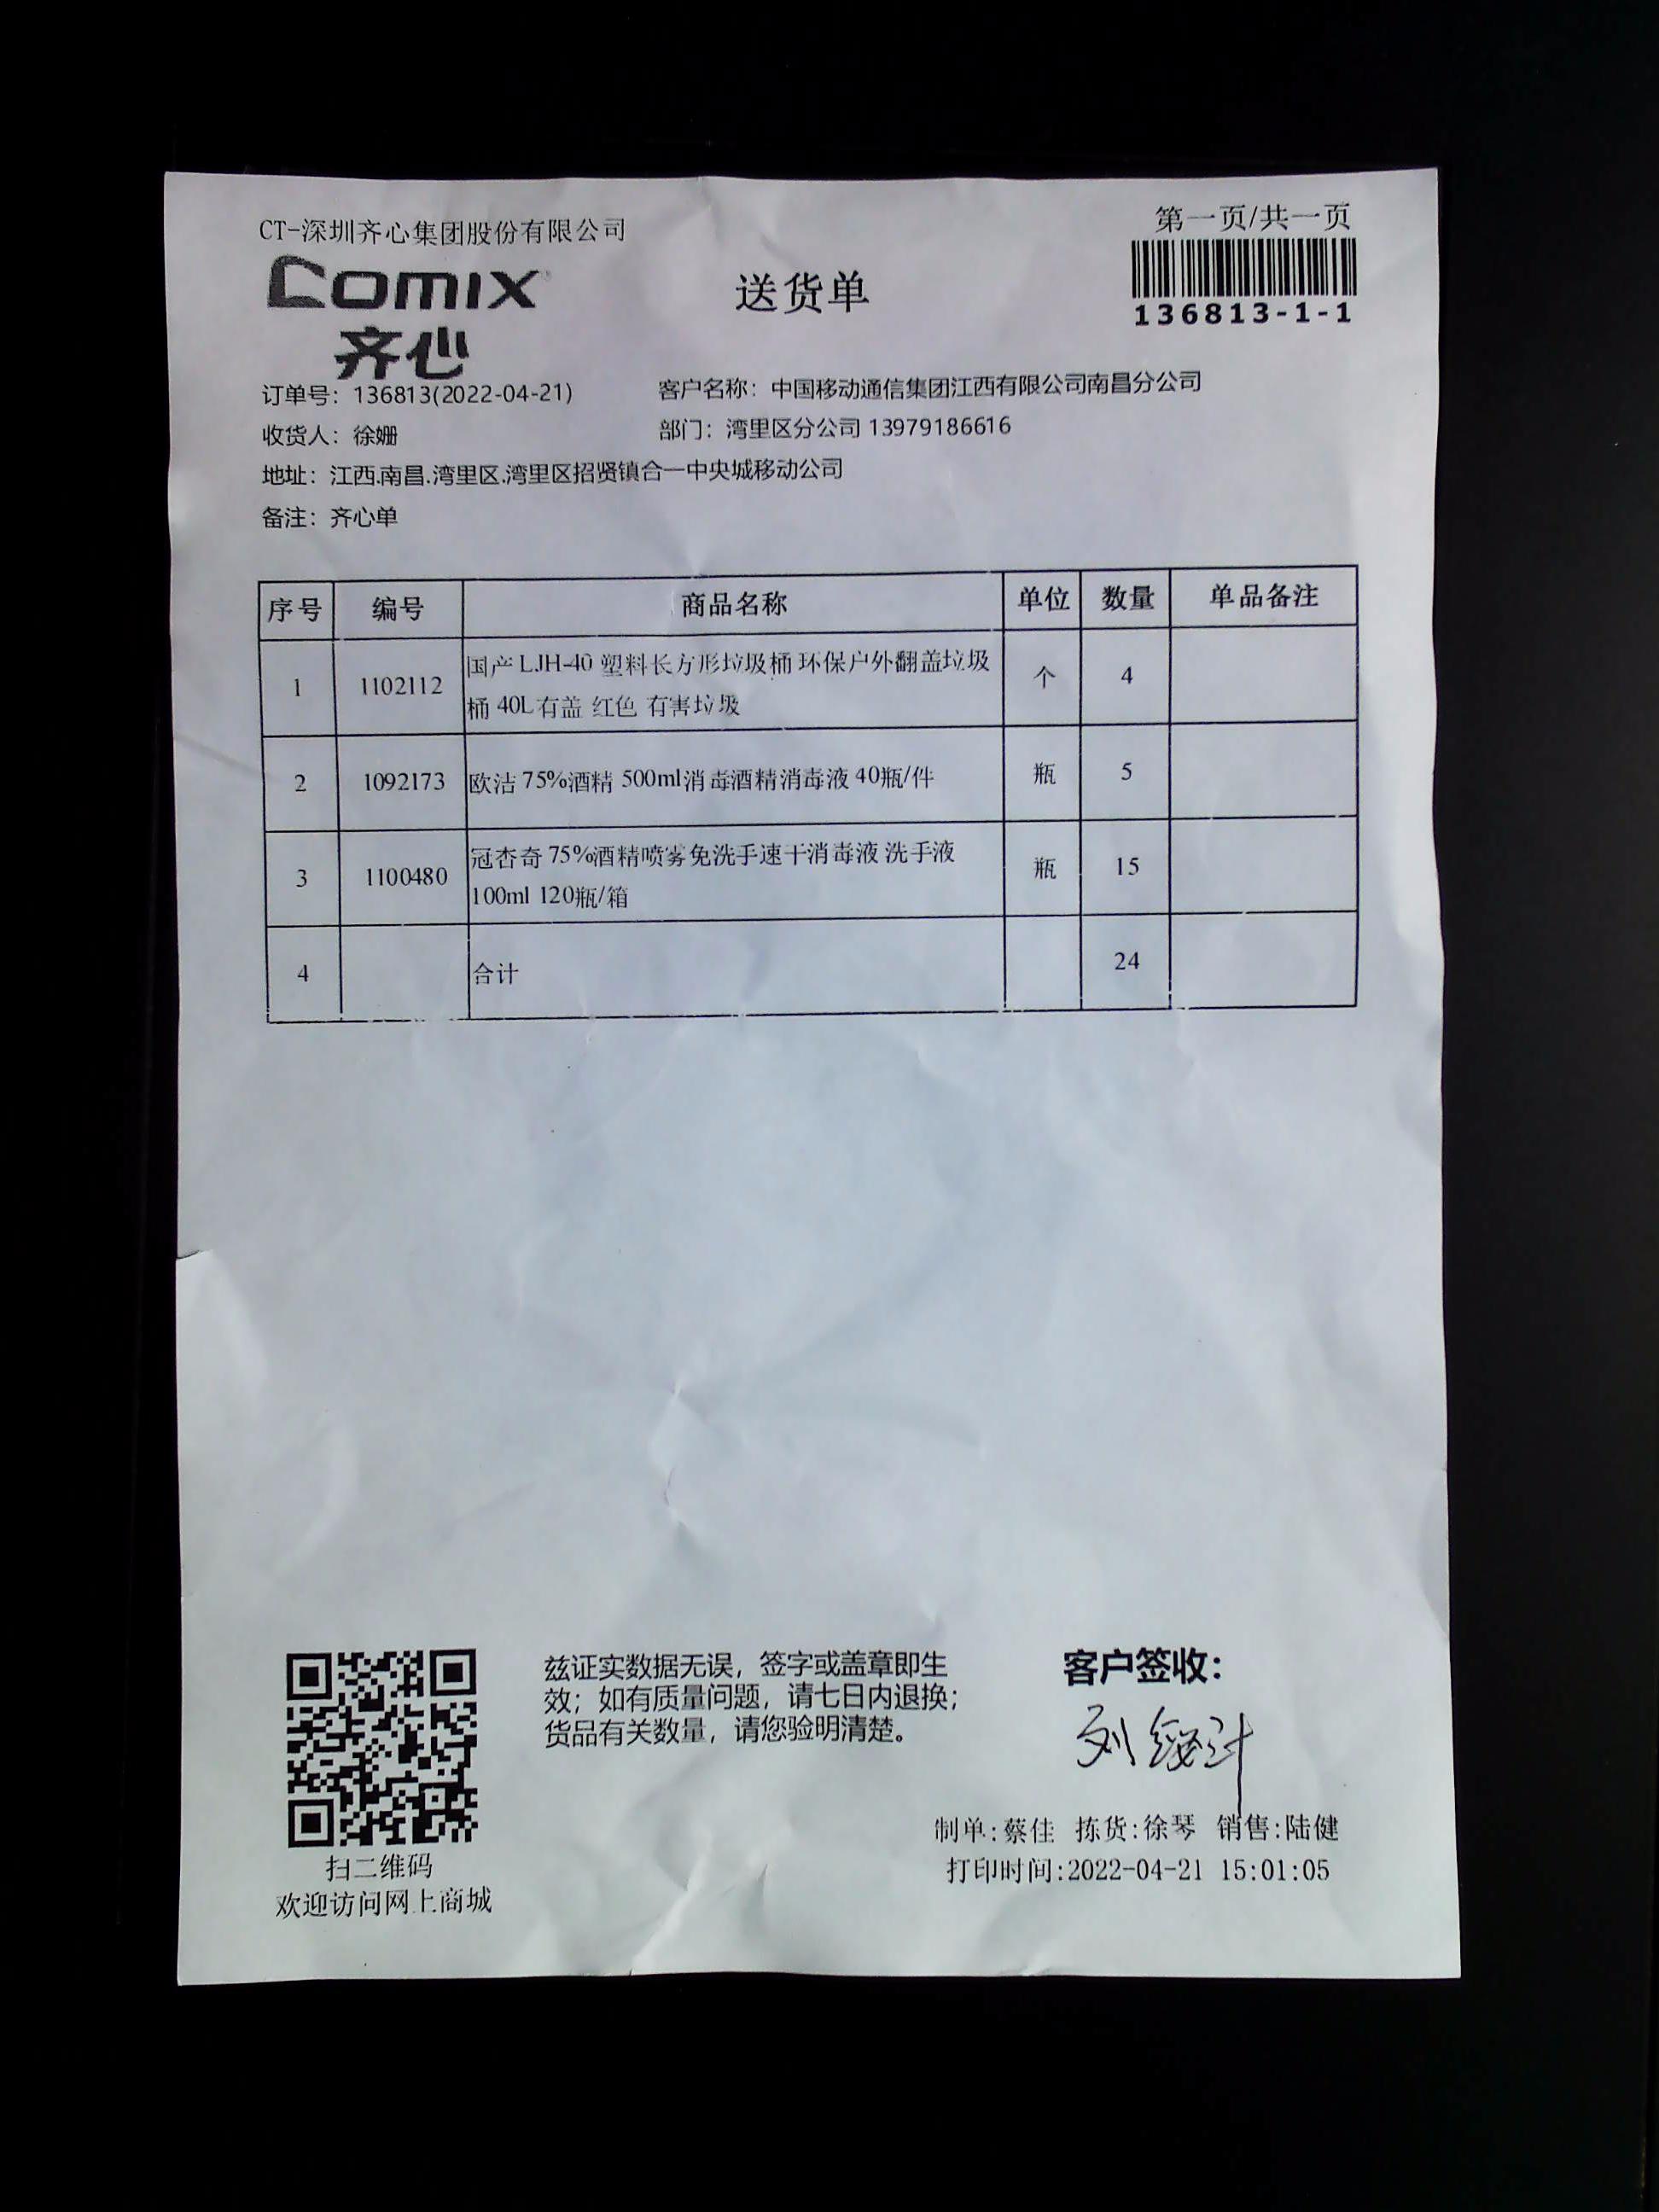 CT-深圳齐心集团股份有限公司
第一页/共一页
COMIX
齐心
送货单
136813-1-1
订单号：136813(2022-04-21)
客户名称：中国移动通信集团江西有限公司南昌分公司
收货人：徐姗
部门：湾里区分公司 13979186616
地址：江西.南昌.湾里区.湾里区招贤镇合一中央城移动公司
备注：齐心单
序号 编号 商品名称 单位 数量 单品备注
1 1102112 国产 LJH-40 塑料长方形垃圾桶 环保户外翻盖垃圾 个 4
桶 40L有盖 红色 有害垃圾
2 1092173 欧洁 75%酒精 500ml消毒酒精消毒液 40瓶/件 瓶 5
3 1100480 冠杏奇 75%酒精喷雾免洗手速干消毒液 洗手液 瓶 15
100ml 120瓶/箱
4 合计 24
兹证实数据无误，签字或盖章即生
效；如有质量问题，请七日内退换；
货品有关数量，请您验明清楚。
客户签收：
制单:蔡佳 拣货:徐琴 销售:陆健
打印时间:2022-04-21 15:01:05
扫二维码
欢迎访问网上商城